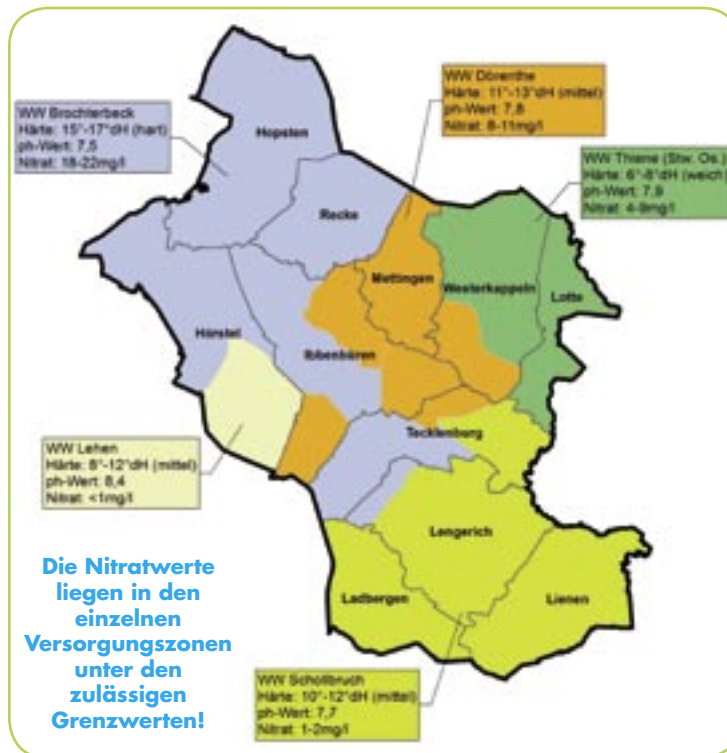 WW Brochterbeck
Härte: 15°-17°dH (hart)
ph-Wert: 7,5
Nitrat: 18-22mg/l
WW Dörenthe
Härte: 11°-13°dH (mittel)
ph-Wert: 7,8
Nitrat: 8-11mg/l
WW Thiene (Stw. Os.)
Härte: 6°-8°dH (weich)
ph-Wert: 7,9
Nitrat: 4-9mg/l
Hopsten
Recke
Mettingen
Westerkappeln
Lotte
Hörstel
Ibbenbüren
Tecklenburg
WW Lehen
Härte: 8°-12°dH (mittel)
ph-Wert: 8,4
Nitrat: <1mg/l
Lengerich
Ladbergen
Lienen
Die Nitratwerte
liegen in den
einzelnen
Versorgungszonen
unter den
zulässigen
Grenzwerten!
WW Schollbruch
Härte: 10°-12°dH (mittel)
ph-Wert: 7,7
Nitrat: 1-2mg/l